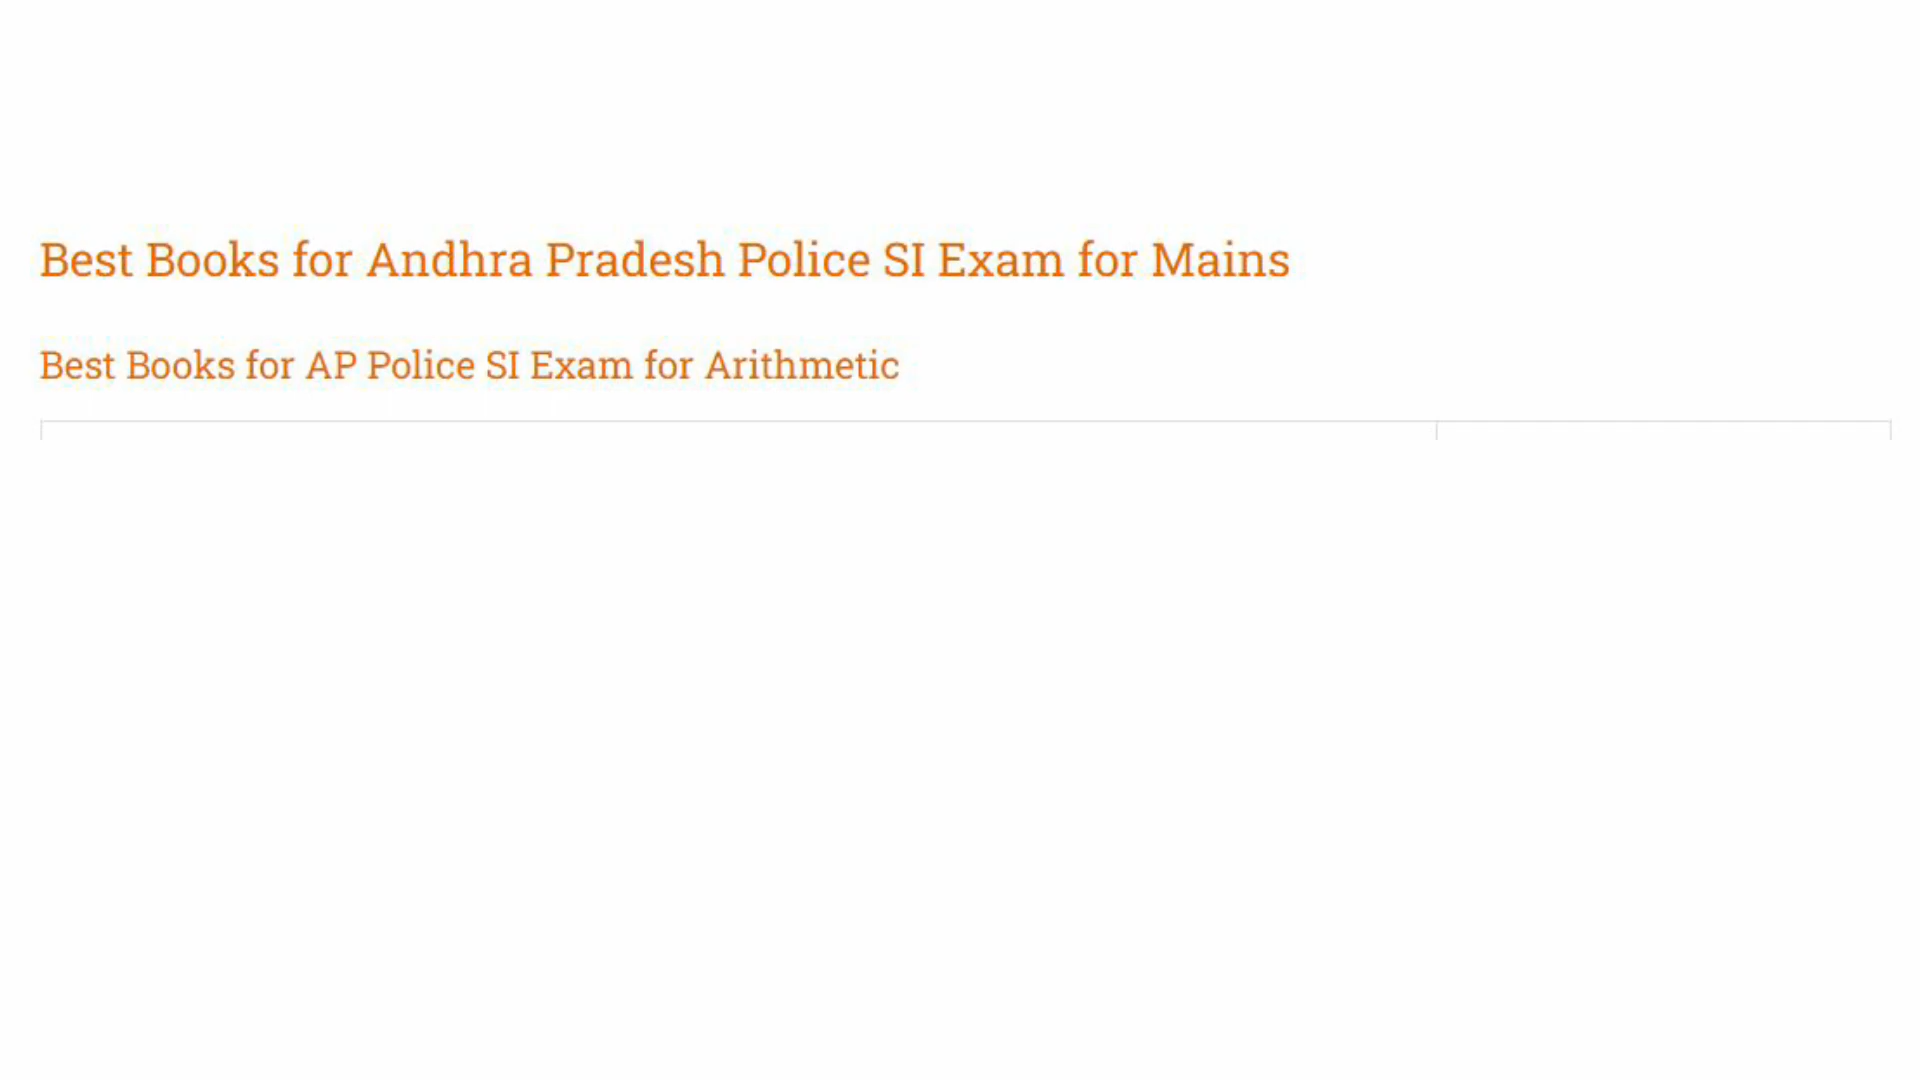 Best Books for Andhra Pradesh Police SI Exam for Mains
Best Books for AP Police SI Exam for Arithmetic